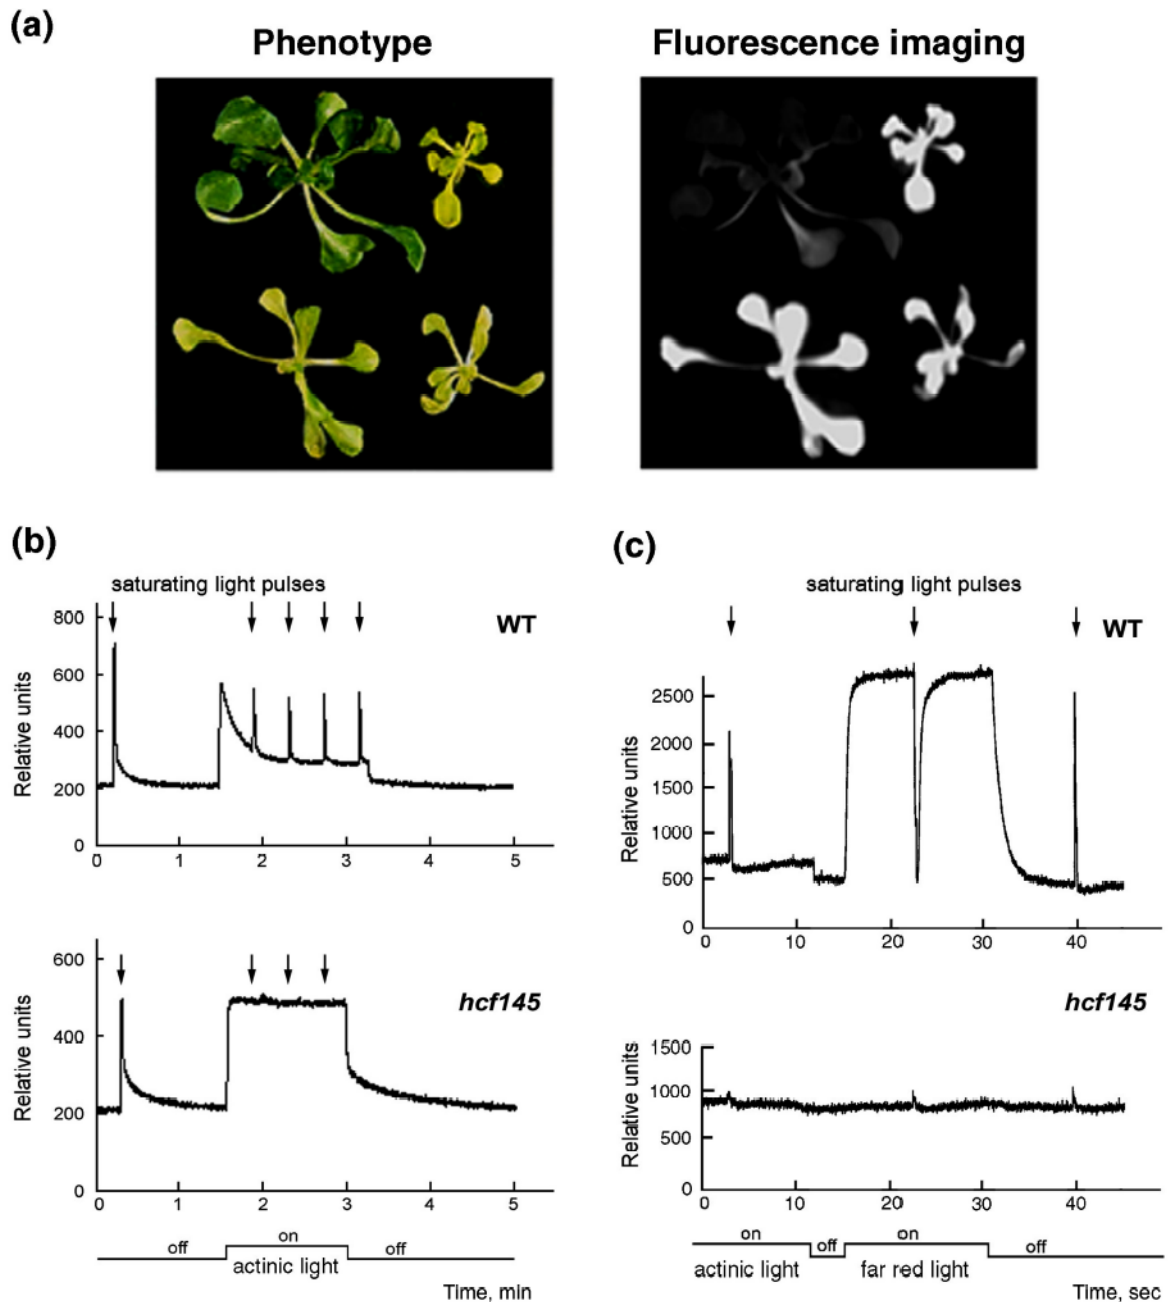 (a)
Phenotype
Fluorescence imaging
(b)
saturating light pulses
WT
Relative units
800
600
400
200
0
0 1 2 3 4 5
hcf145
Relative units
600
400
200
0
0 1 2 3 4 5
off
on
off
actinic light
Time, min
(c)
saturating light pulses
WT
Relative units
2500
2000
1500
1000
500
0
0 10 20 30 40
hcf145
Relative units
1500
1000
500
0
0 10 20 30 40
on
off
on
off
actinic light
far red light
Time, sec